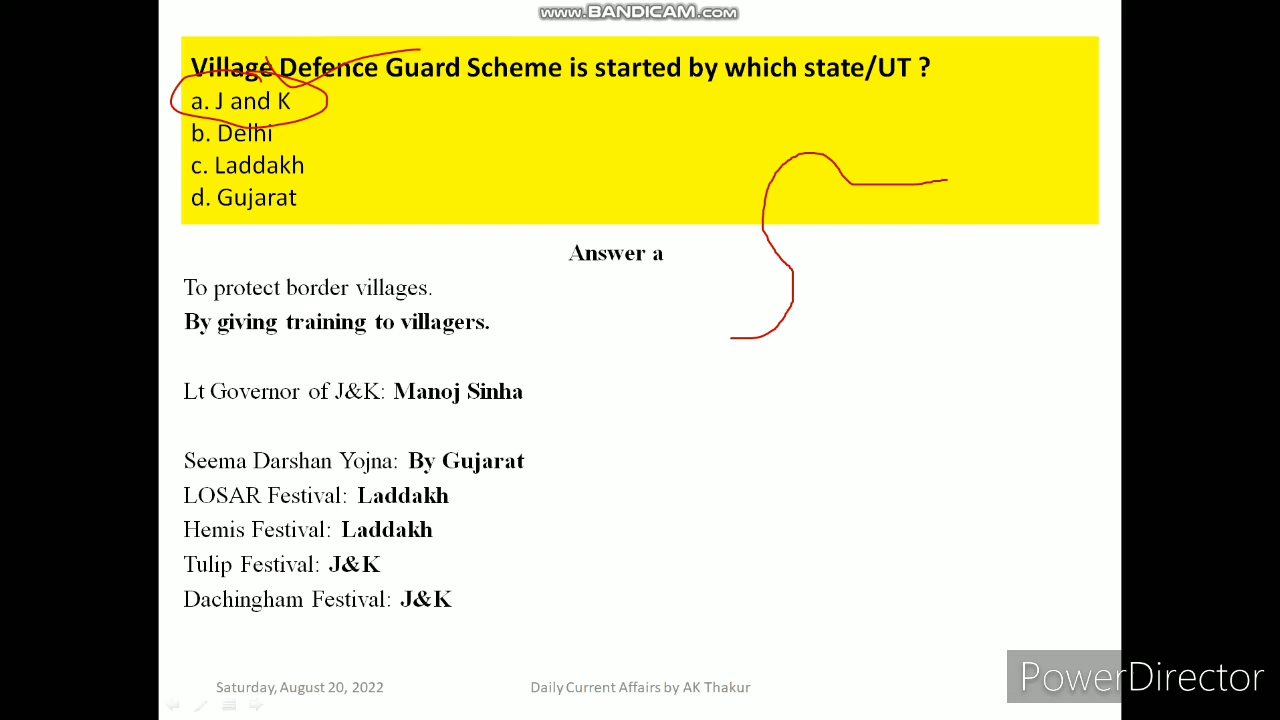 www.BANDICAM.com
Village Defence Guard Scheme is started by which state/UT ?
a. J and K
b. Delhi
c. Laddakh
d. Gujarat
Answer a
To protect border villages.
By giving training to villagers.
Lt Governor of J&K: Manoj Sinha
Seema Darshan Yojna: By Gujarat
LOSAR Festival: Laddakh
Hemis Festival: Laddakh
Tulip Festival: J&K
Dachingham Festival: J&K
Saturday, August 20, 2022
Daily Current Affairs by AK Thakur
PowerDirector